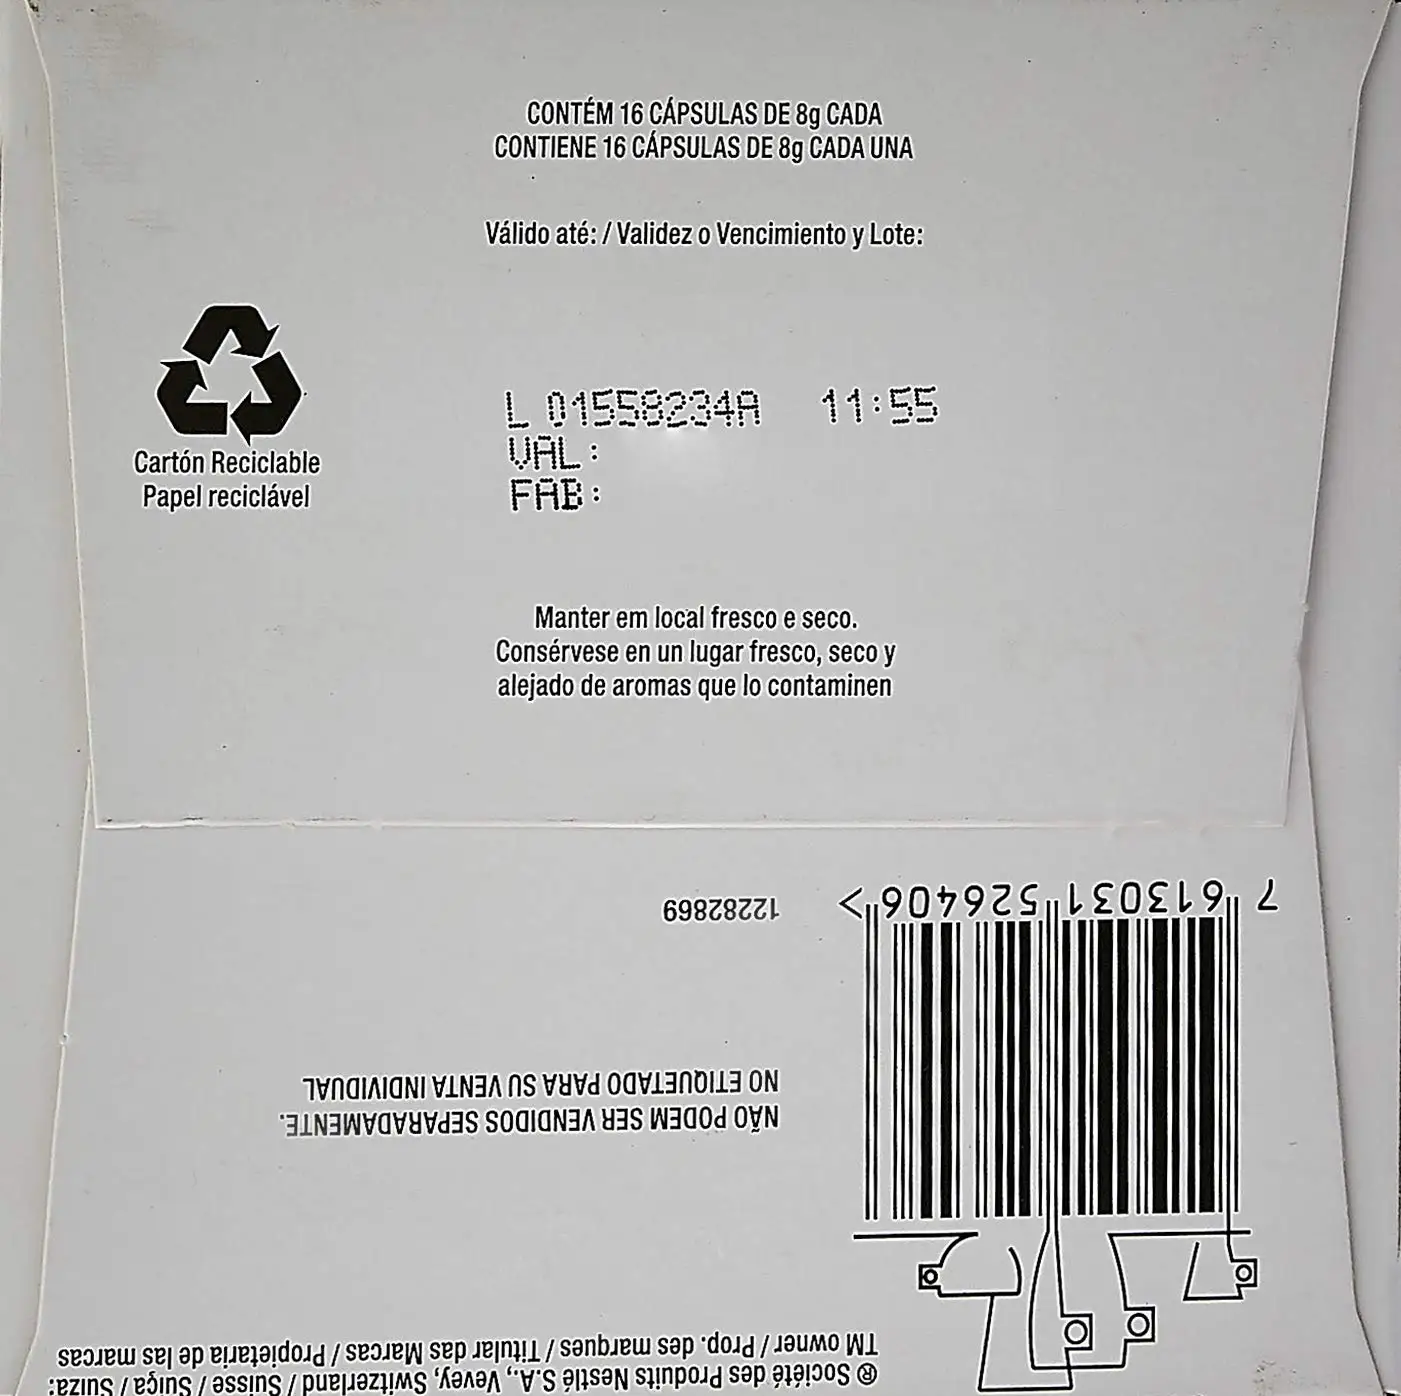 CONTÉM 16 CÁPSULAS DE 8g CADA
CONTIENE 16 CÁPSULAS DE 8g CADA UNA
Válido até: / Validez o Vencimiento y Lote:
Cartón Reciclable
Papel reciclável
L 01558234A 11:55
VAL:
FAB:
Manter em local fresco e seco.
Consérvese en un lugar fresco, seco y
alejado de aromas que lo contaminen
® Société des Produits Nestlé S.A., Vevey, Switzerland / Suisse / Suiça / Suiza:
TM owner / Prop. des marques / Titular das Marcas / Propietaria de las marcas
NÃO PODEM SER VENDIDOS SEPARADAMENTE.
NO ETIQUETADO PARA SU VENTA INDIVIDUAL
12282869
7 613031 526406 >